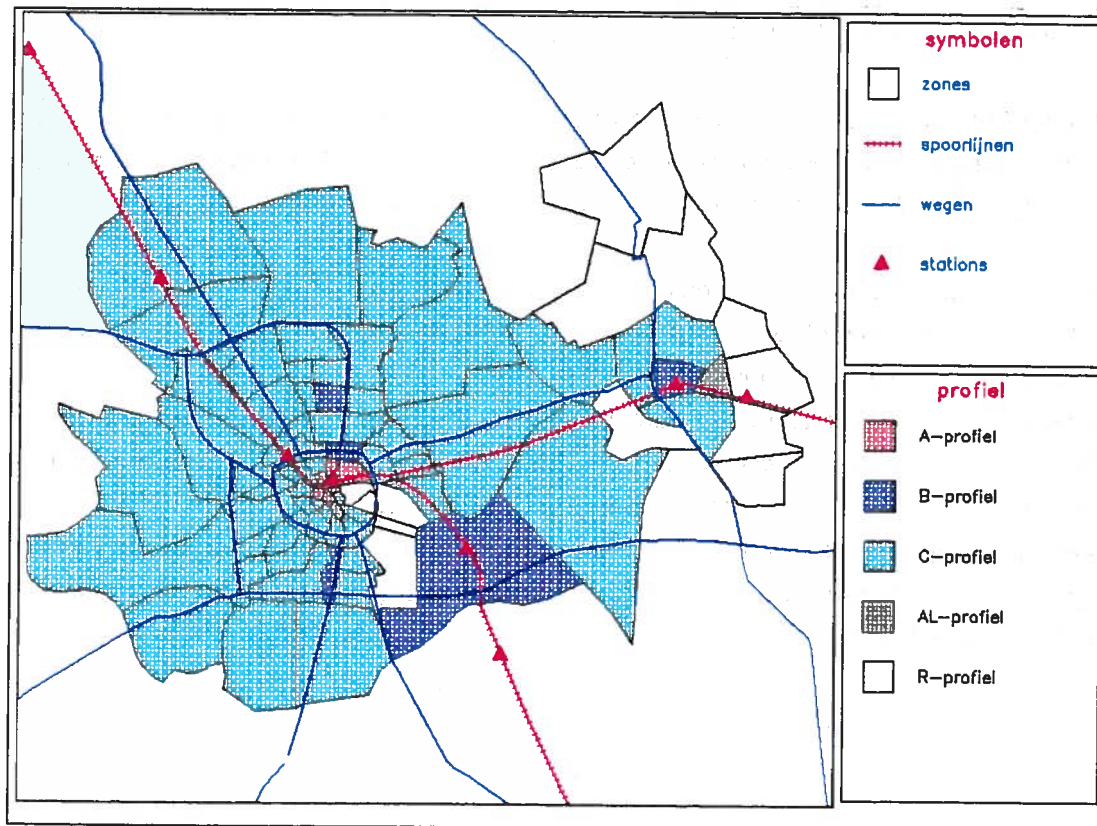 symbolen
zones
spoorlijnen
wegen
stations
profiel
A-profiel
B-profiel
C-profiel
AL-profiel
R-profiel